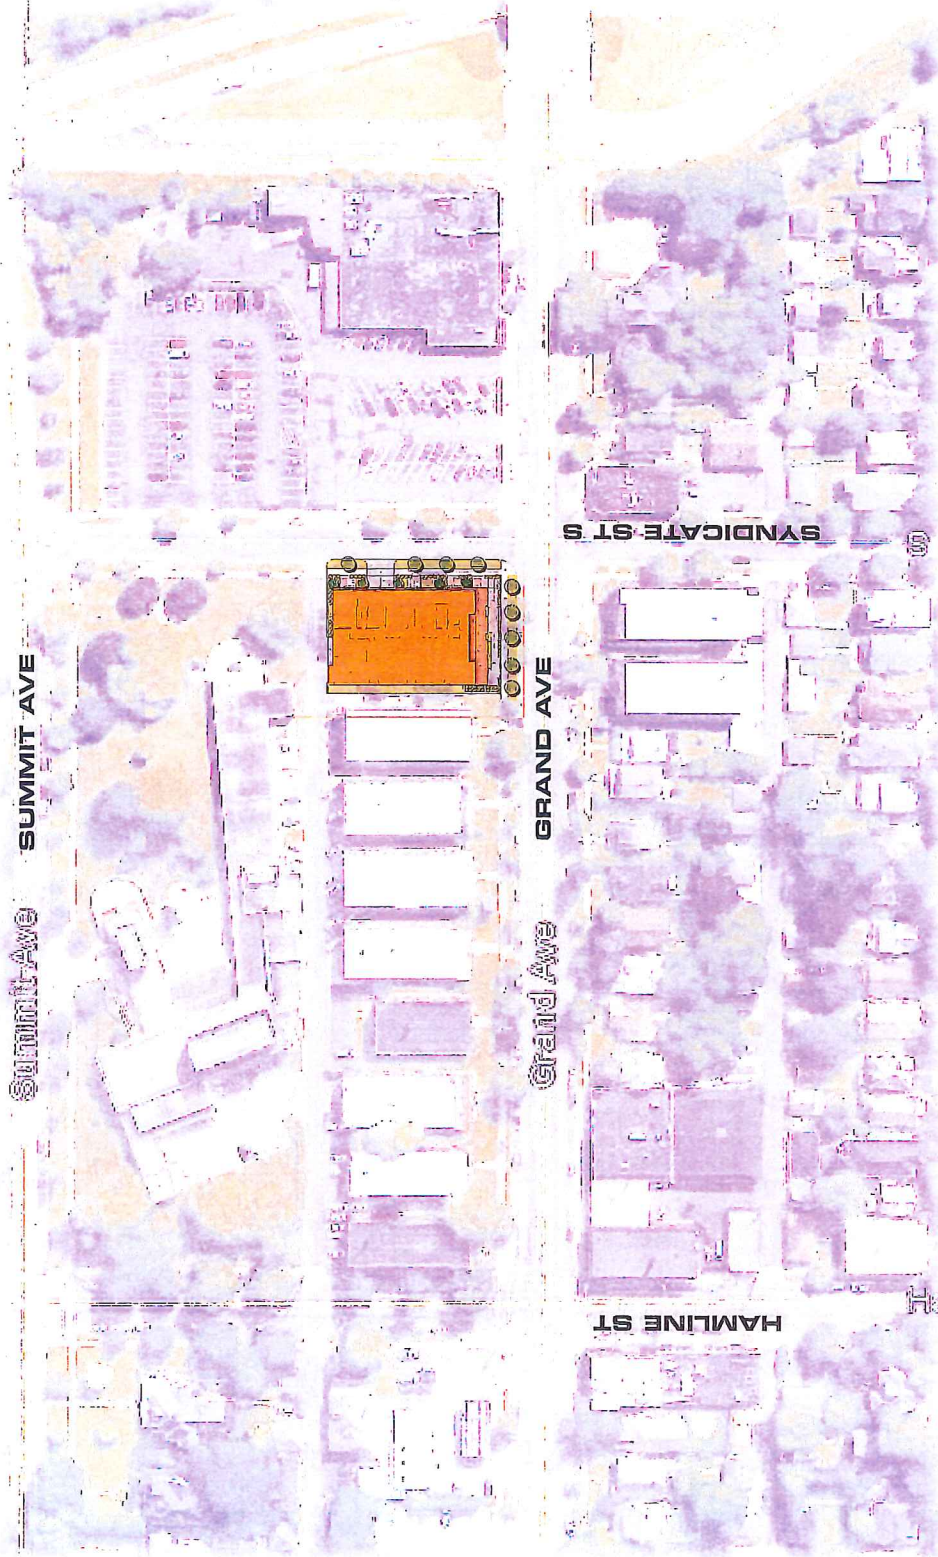 SYNDICATE ST S
SUMMIT AVE
GRAND AVE
Summit Ave
Grand Ave
S
HAMLINE ST
H